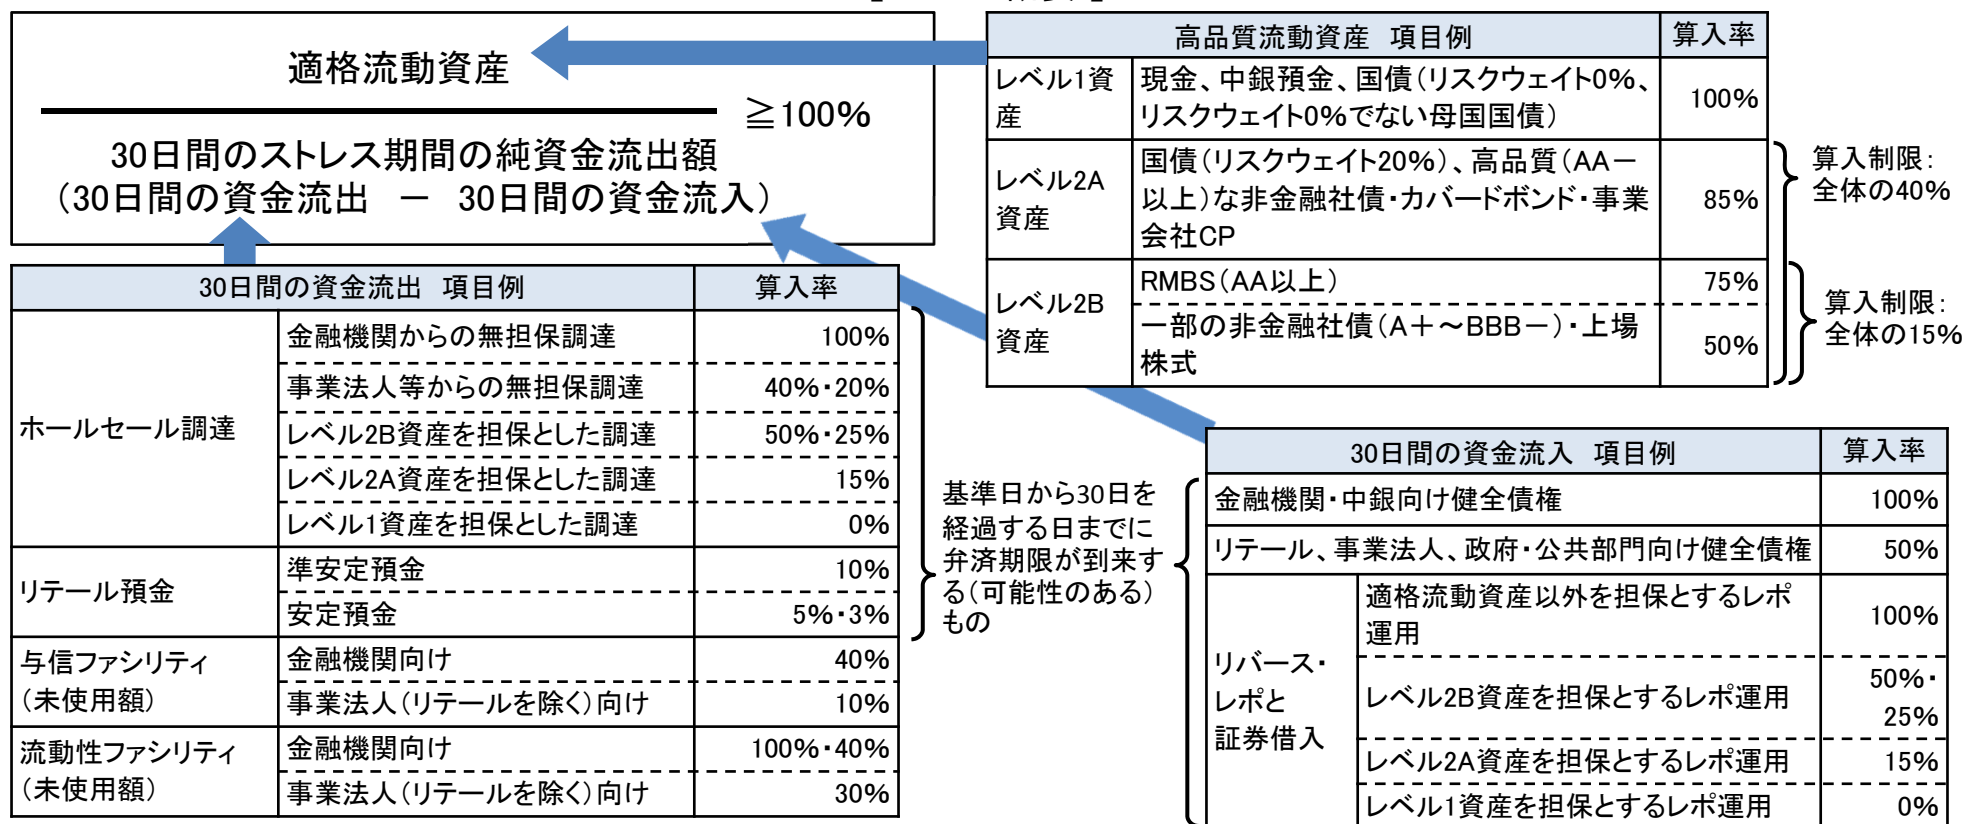 適格流動資産
≧100%
30日間のストレス期間の純資金流出額
（30日間の資金流出　－　30日間の資金流入）
高品質流動資産　項目例
算入率
レベル1資
産
現金、中銀預金、国債（リスクウェイト0%、
リスクウェイト0%でない母国国債）
100%
レベル2A
資産
国債（リスクウェイト20%）、高品質（AA－
以上）な非金融社債・カバードボンド・事業
会社CP
85%
レベル2B
資産
RMBS（AA以上）
75%
一部の非金融社債（A＋～BBB－）・上場
株式
50%
算入制限：
全体の40%
算入制限：
全体の15%
30日間の資金流出　項目例
算入率
ホールセール調達
金融機関からの無担保調達
100%
事業法人等からの無担保調達
40%・20%
レベル2B資産を担保とした調達
50%・25%
レベル2A資産を担保とした調達
15%
レベル1資産を担保とした調達
0%
リテール預金
準安定預金
10%
安定預金
5%・3%
与信ファシリティ
（未使用額）
金融機関向け
40%
事業法人（リテールを除く）向け
10%
流動性ファシリティ
（未使用額）
金融機関向け
100%・40%
事業法人（リテールを除く）向け
30%
基準日から30日を
経過する日までに
弁済期限が到来す
る（可能性のある）
もの
30日間の資金流入　項目例
算入率
金融機関・中銀向け健全債権
100%
リテール、事業法人、政府・公共部門向け健全債権
50%
リバース・
レポと
証券借入
適格流動資産以外を担保とするレポ
運用
100%
レベル2B資産を担保とするレポ運用
50%・
25%
レベル2A資産を担保とするレポ運用
15%
レベル1資産を担保とするレポ運用
0%